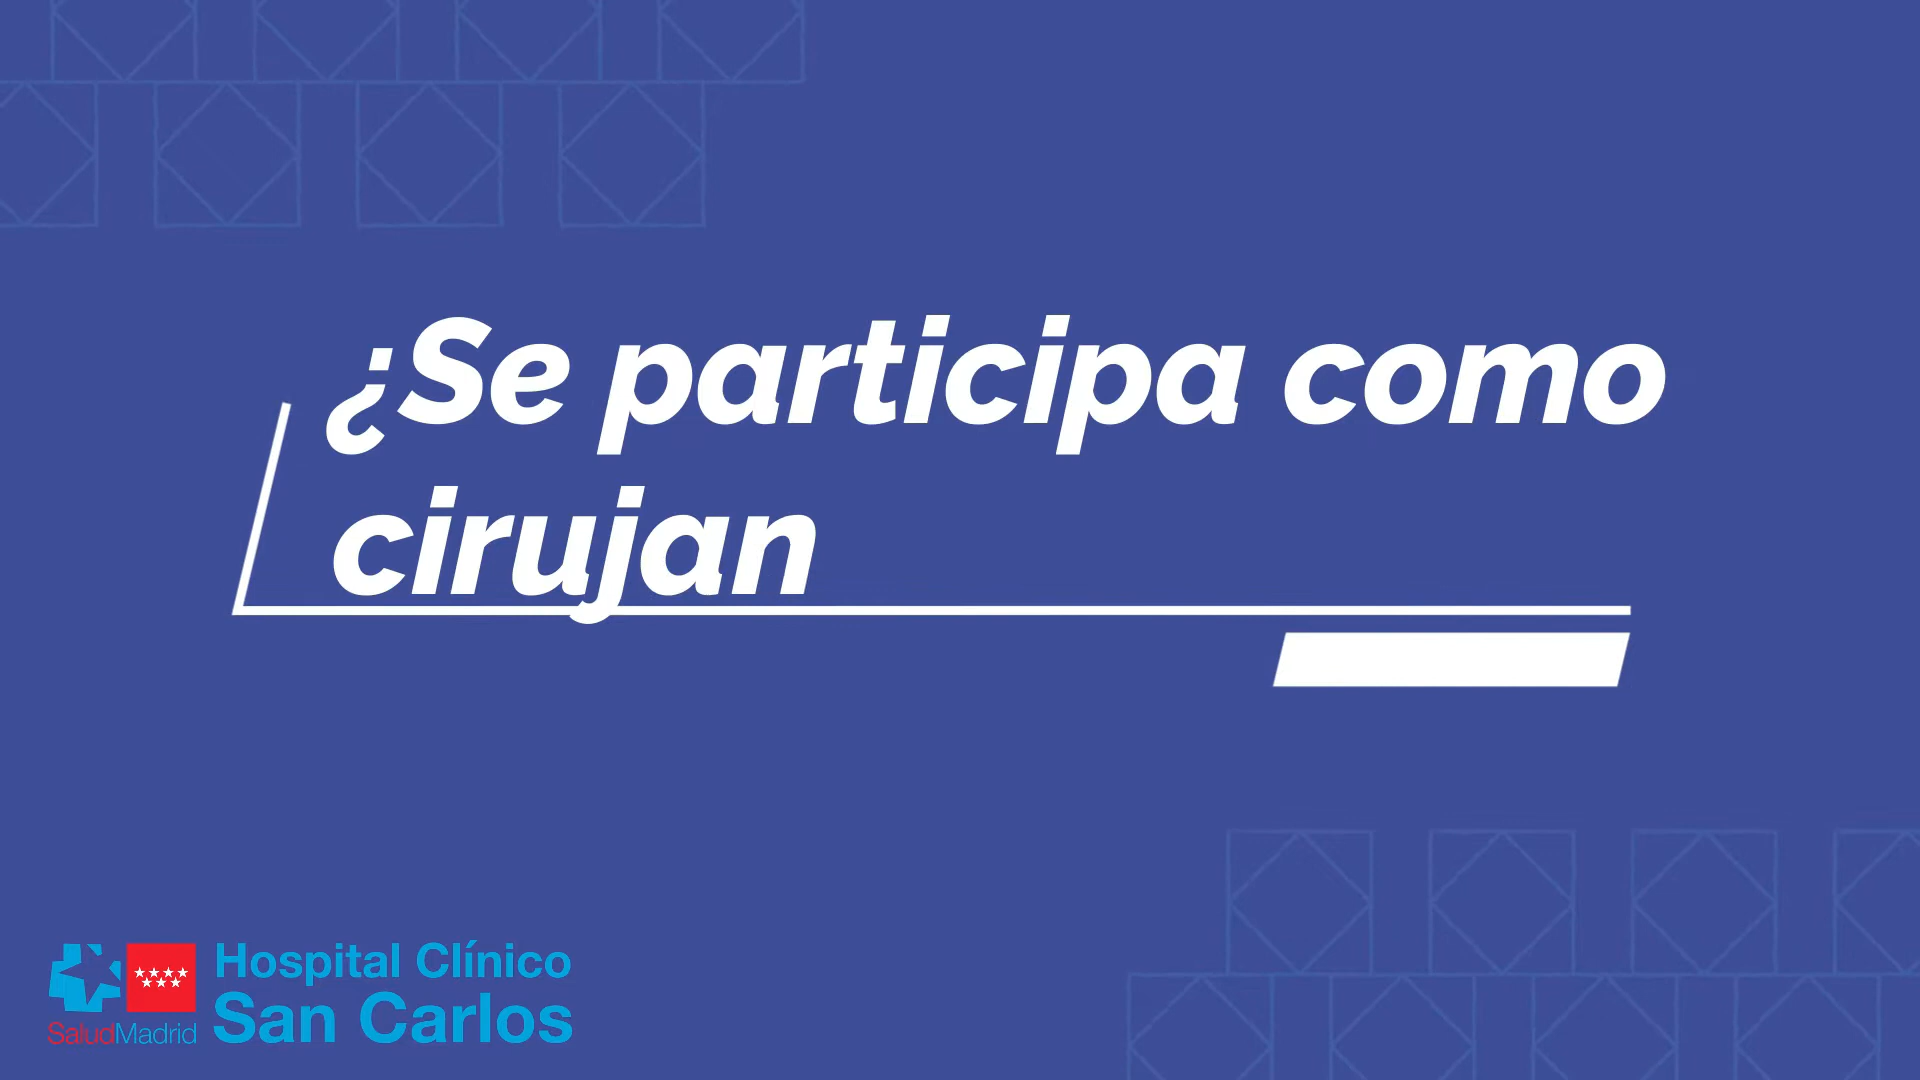 ¿Se participa como
cirujan
Hospital Clínico
San Carlos
SaludMadrid